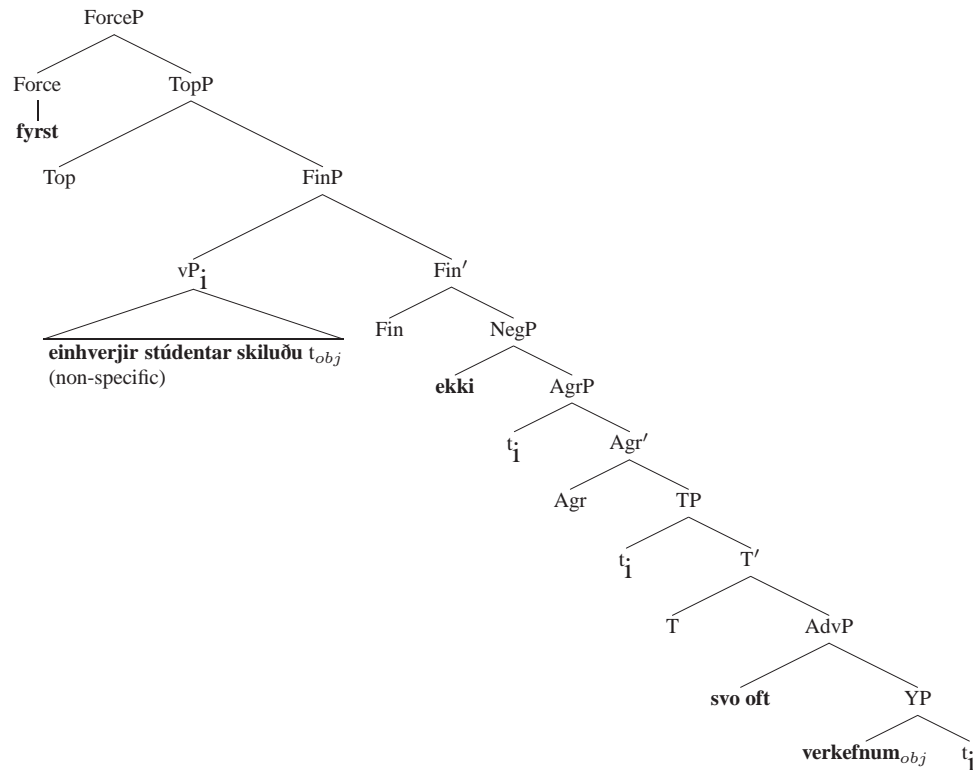 ForceP
Force TopP
fyrst
Top FinP
vPi Fin′
einhverjir stúdentar skiluðu tobj
(non-specific)
Fin NegP
ekki AgrP
ti Agr′
Agr TP
ti T′
T AdvP
svo oft YP
verkefnumobj ti